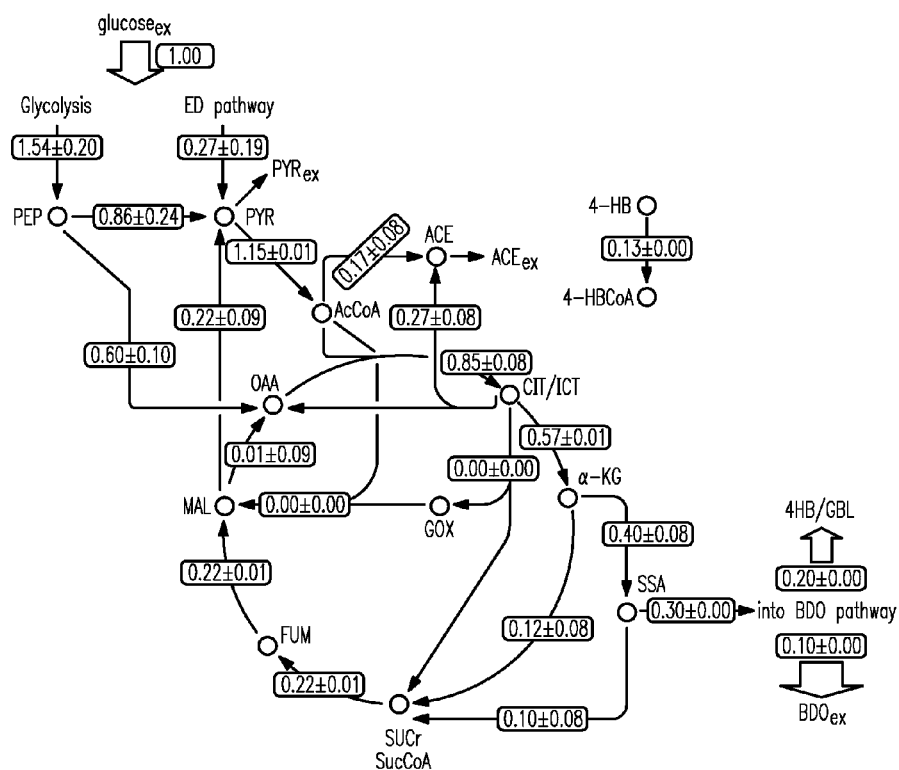 glucose_ex
1.00
Glycolysis
ED pathway
1.54±0.20
0.27±0.19
PYR_ex
PEP
0.86±0.24
PYR
4-HB
1.15±0.01
0.17±0.08
ACE
ACE_ex
0.13±0.00
4-HBCoA
0.22±0.09
AcCoA
0.27±0.08
0.60±0.10
0.85±0.08
OAA
CIT/ICT
0.01±0.09
0.57±0.01
0.00±0.00
α-KG
MAL
0.00±0.00
GOX
4HB/GBL
0.40±0.08
0.22±0.01
0.20±0.00
SSA
0.30±0.00
into BDO pathway
0.12±0.08
FUM
0.10±0.00
0.22±0.01
0.10±0.08
BDO_ex
SUCr
SucCoA